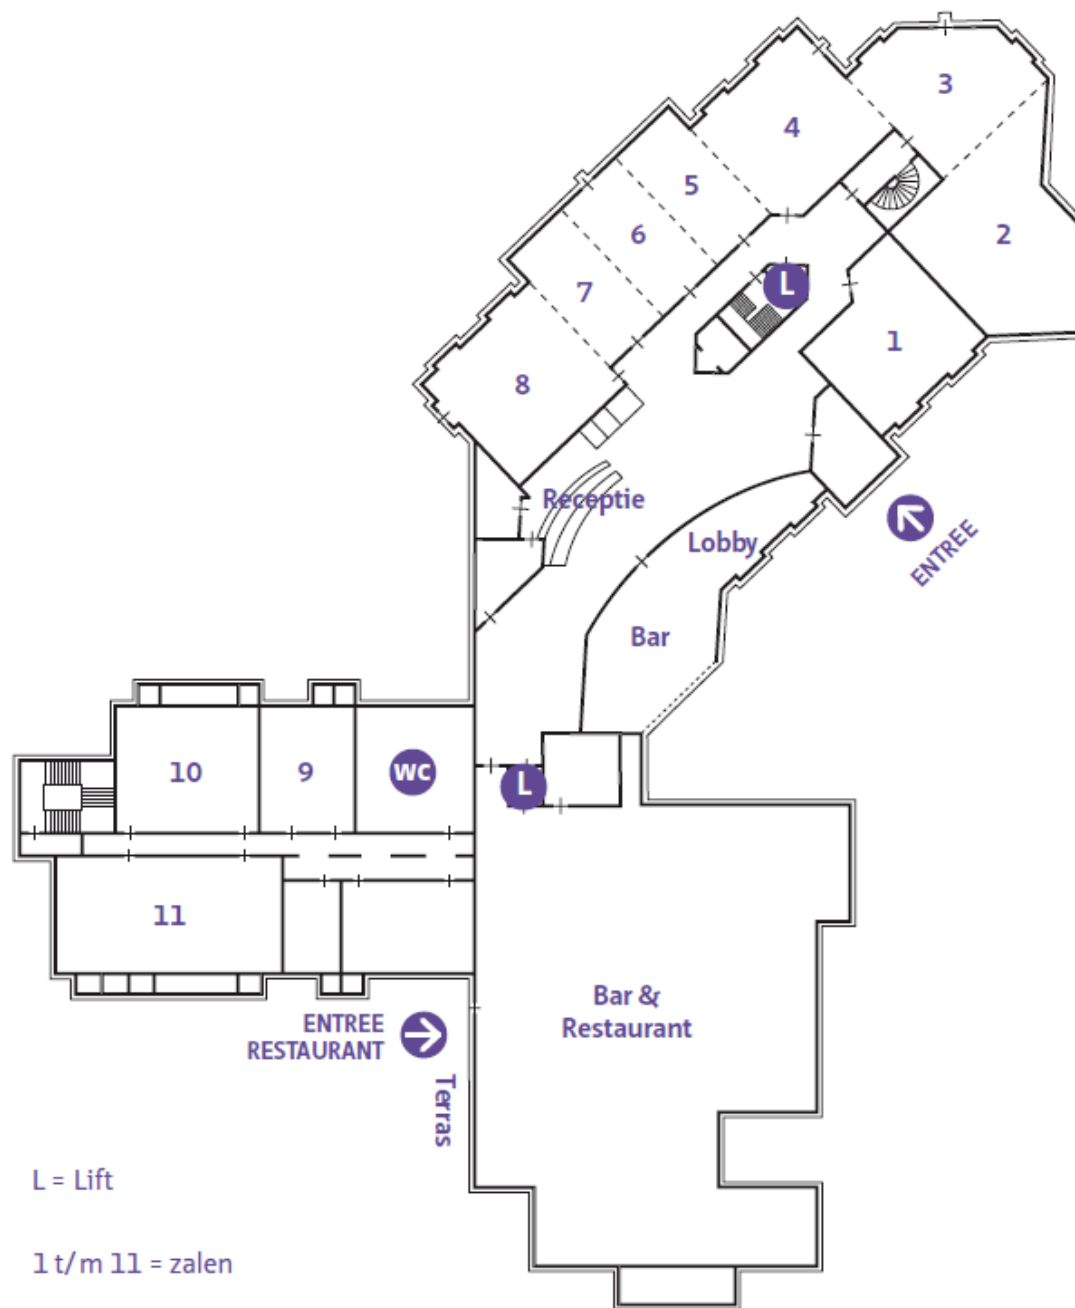 3
4
5
2
6
L
7
1
8
Receptie
Lobby
ENTREE
Bar
10
9
WC
L
11
Bar &
Restaurant
ENTREE
RESTAURANT
Terras
L = Lift
1 t/m 11 = zalen